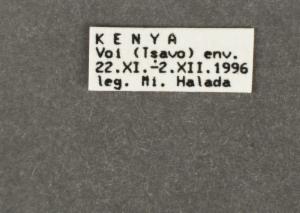 K E N Y A
Voi (Tsavo) env.
22.XI.-2.XII.1996
leg. Mi. Halada